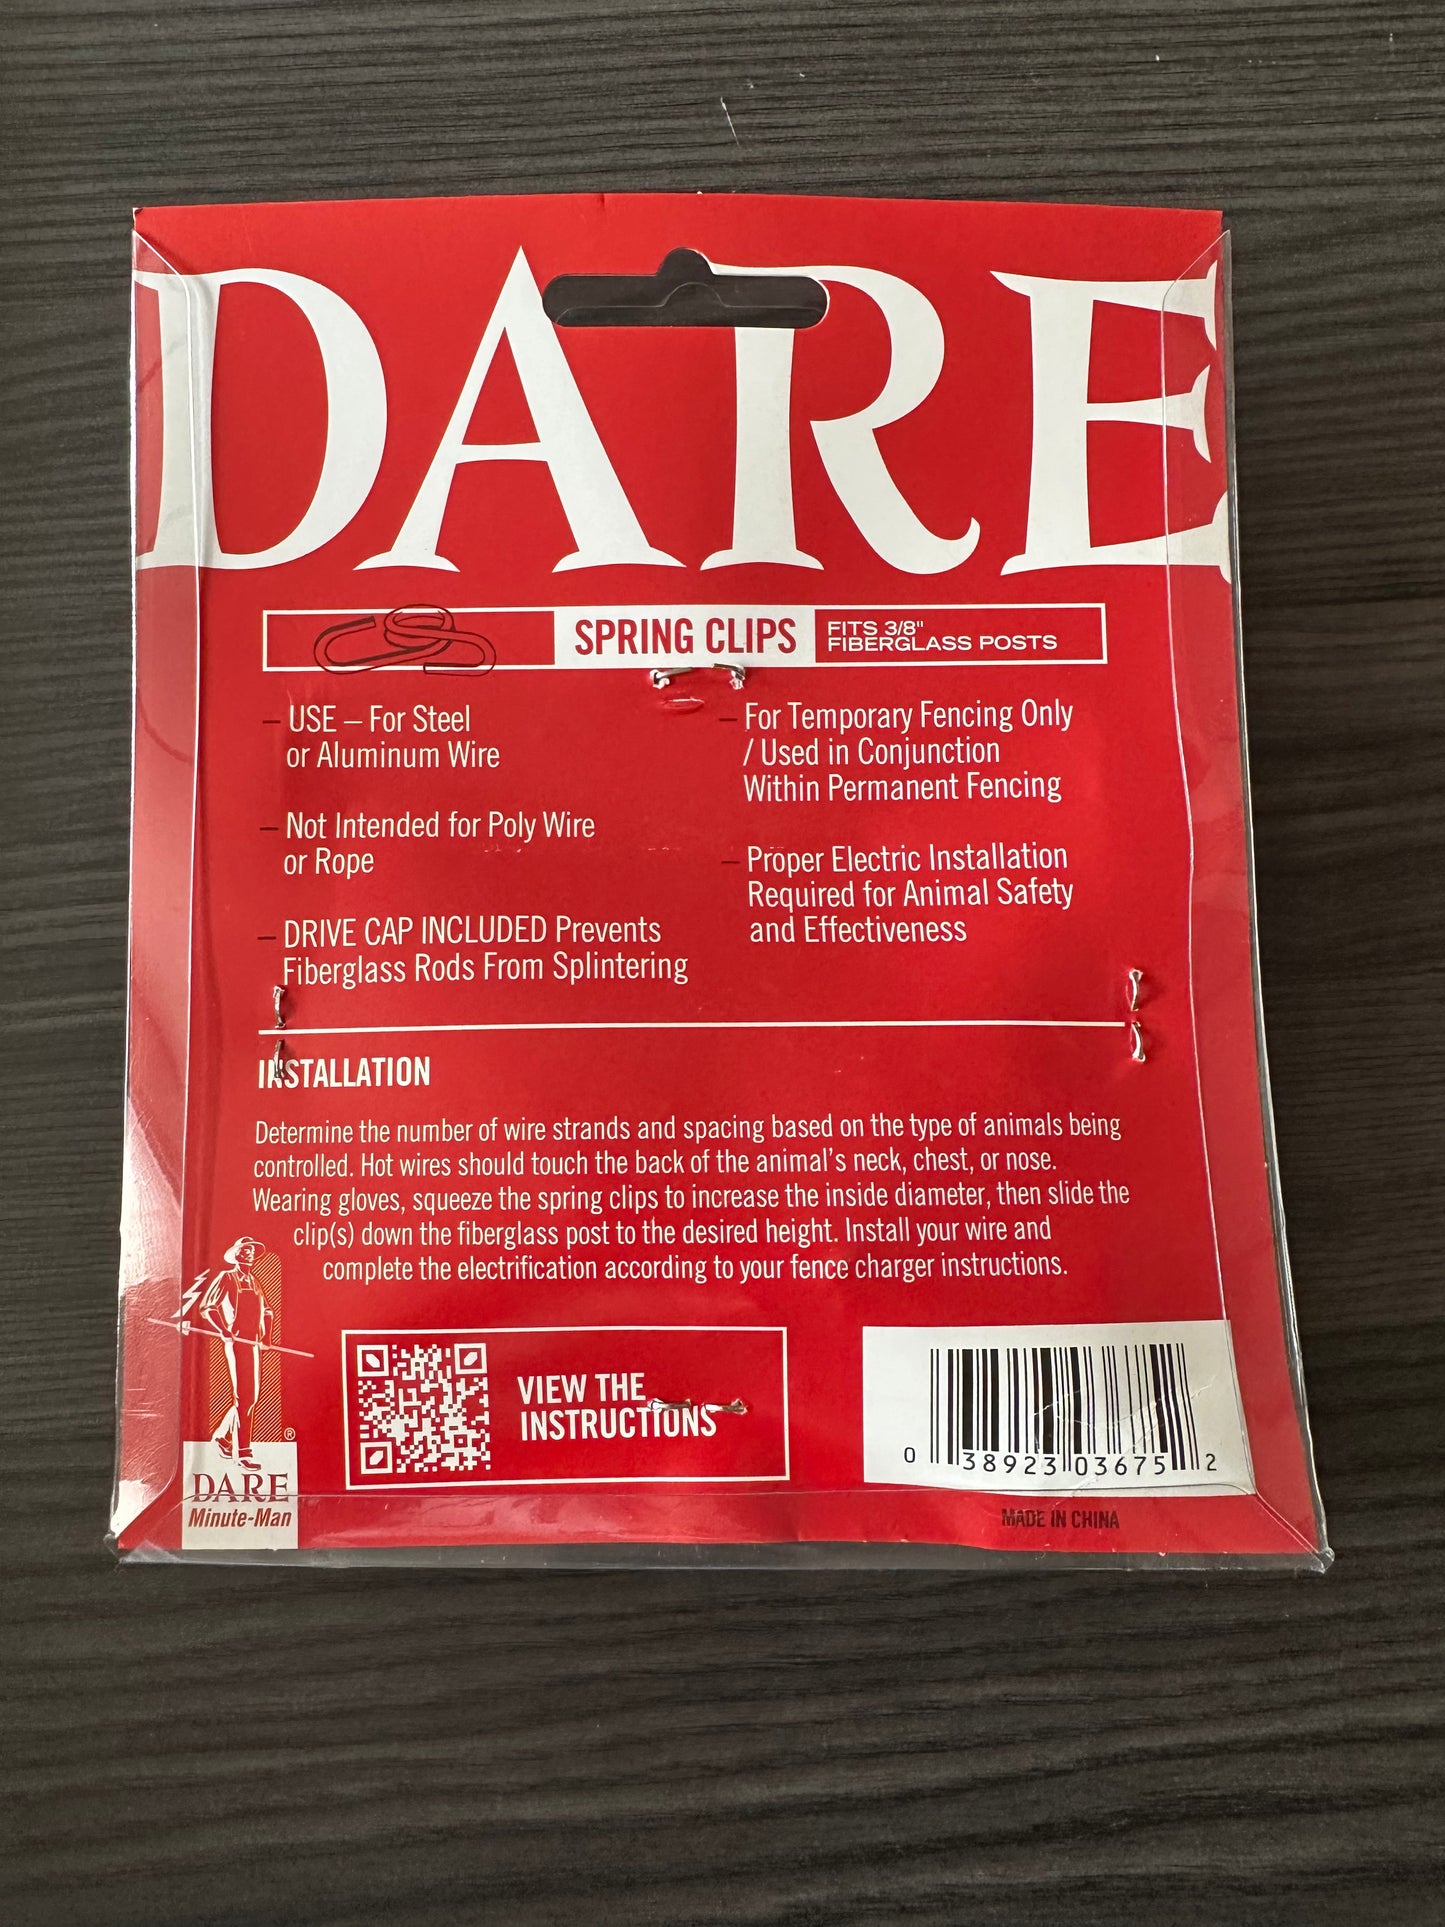 DARE
SPRING CLIPS
FITS 3/8"
FIBERGLASS POSTS
– USE – For Steel
or Aluminum Wire
– Not Intended for Poly Wire
or Rope
– DRIVE CAP INCLUDED Prevents
Fiberglass Rods From Splintering
– For Temporary Fencing Only
/ Used in Conjunction
Within Permanent Fencing
– Proper Electric Installation
Required for Animal Safety
and Effectiveness
INSTALLATION
Determine the number of wire strands and spacing based on the type of animals being
controlled. Hot wires should touch the back of the animal's neck, chest, or nose.
Wearing gloves, squeeze the spring clips to increase the inside diameter, then slide the
clip(s) down the fiberglass post to the desired height. Install your wire and
complete the electrification according to your fence charger instructions.
®
DARE
Minute-Man
VIEW THE
INSTRUCTIONS
0 38923 03675 2
MADE IN CHINA